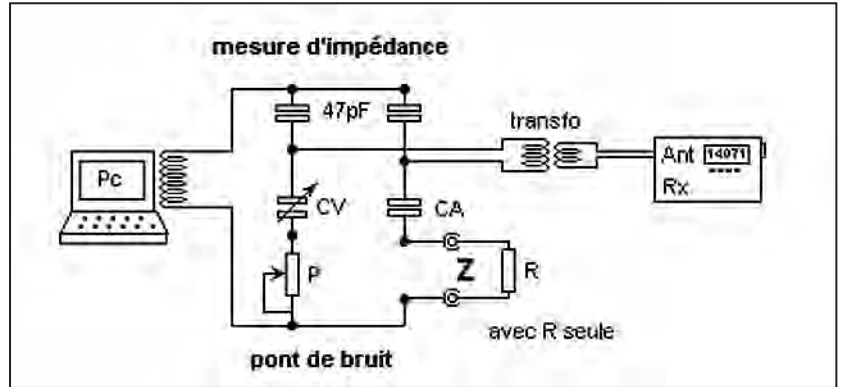 mesure d'impédance
47pF
transfo
Pc
Ant 14071
Rx
CV
CA
P
Z
R
avec R seule
pont de bruit